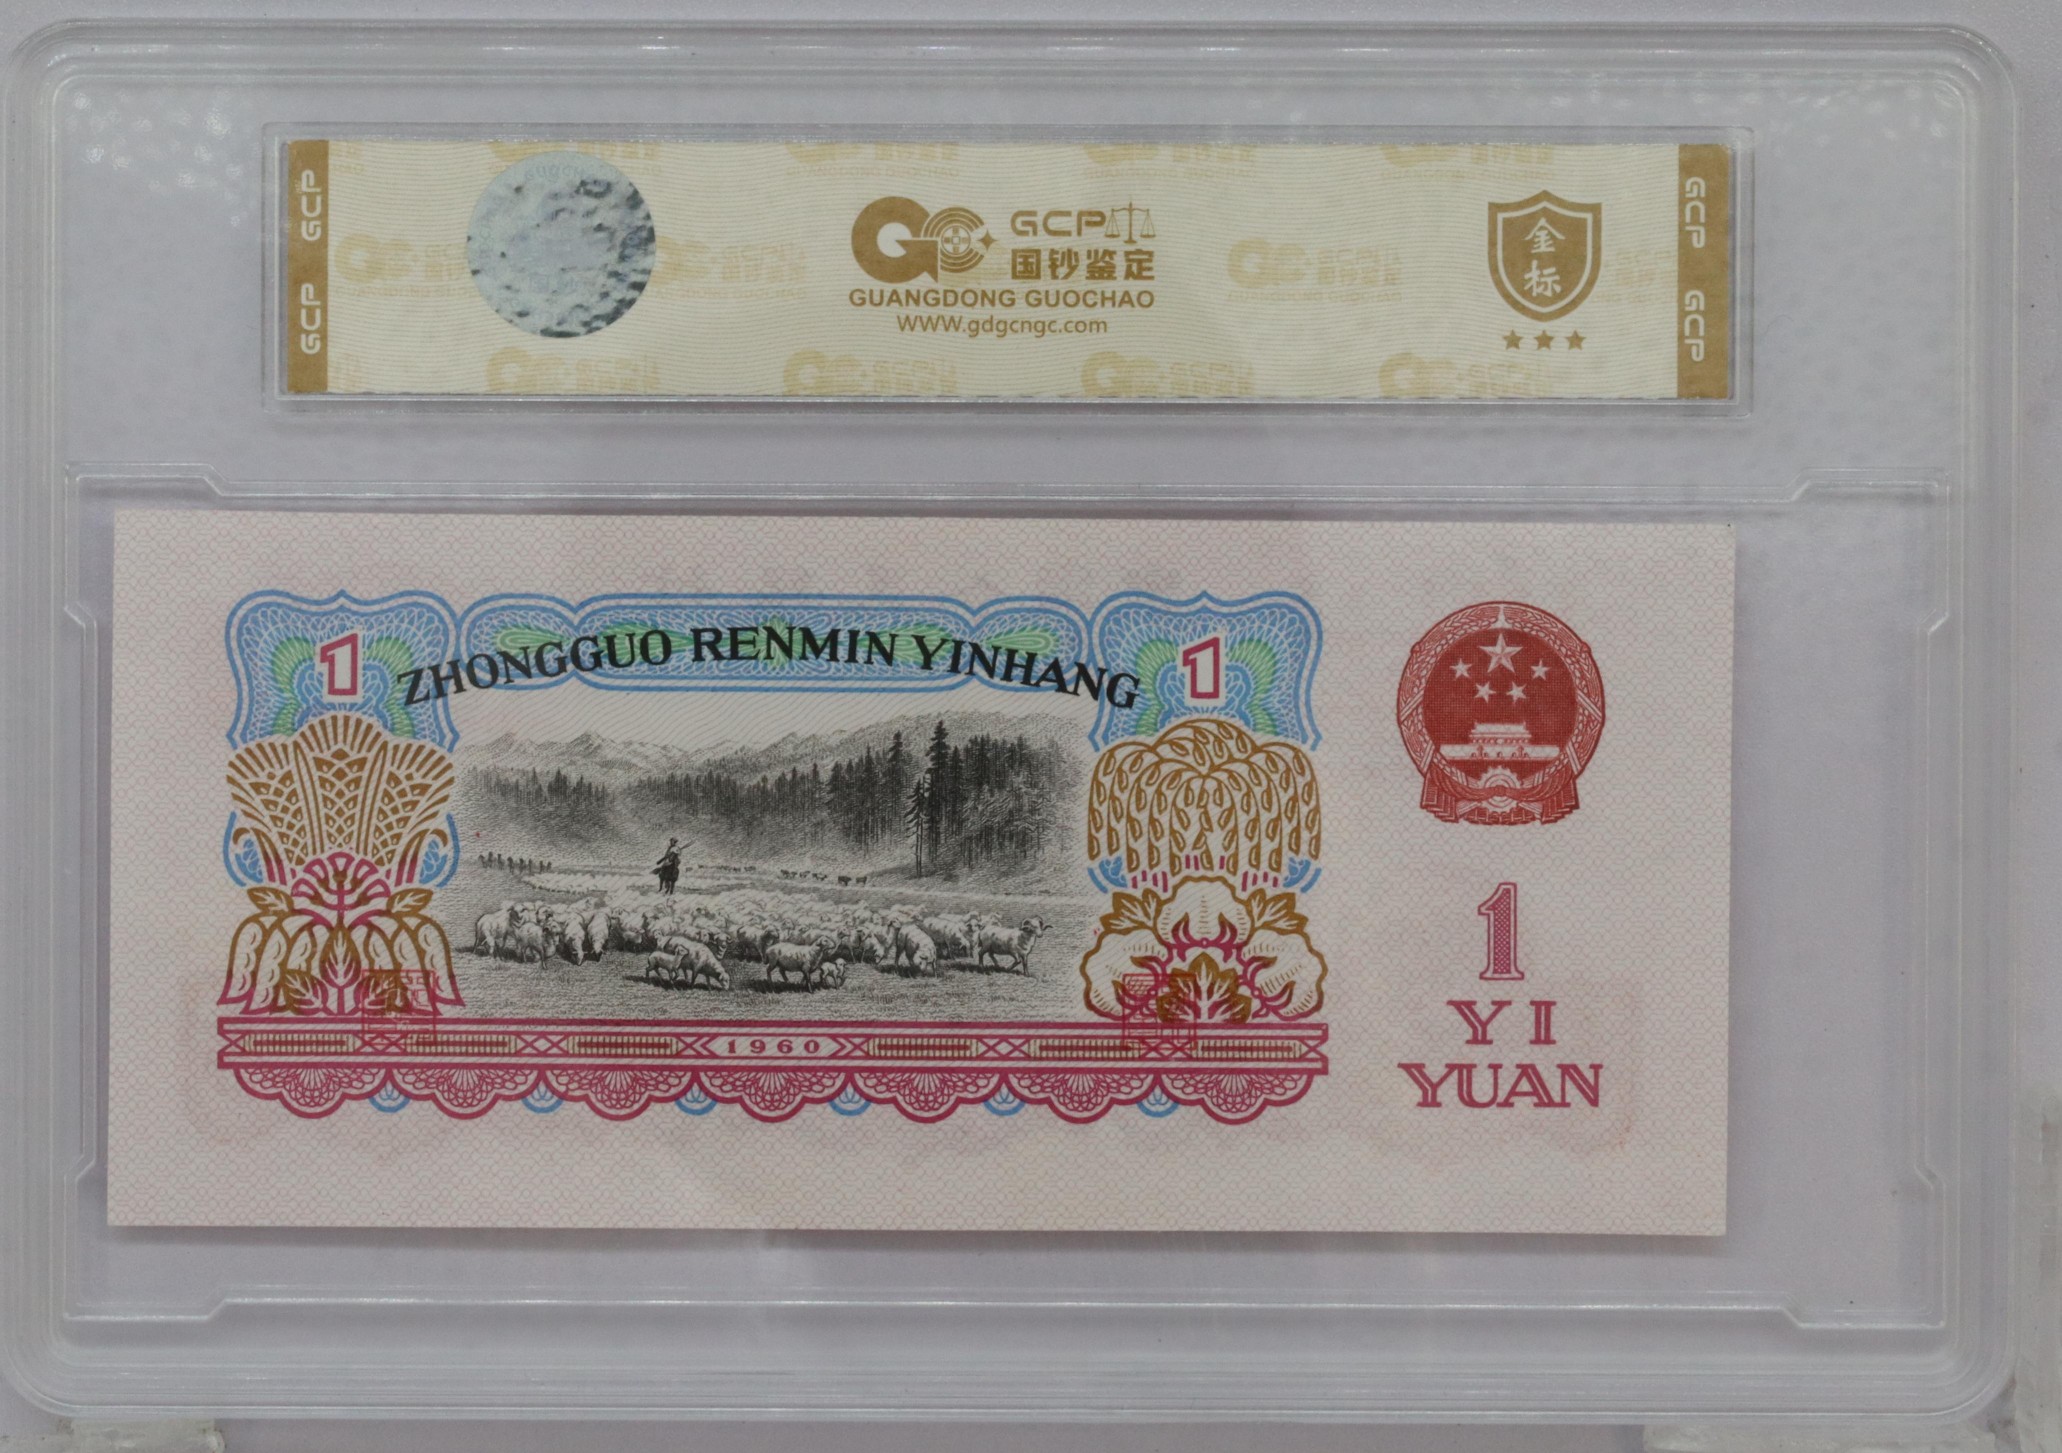 GCP
GCP
GCP
国钞鉴定
GUANGDONG GUOCHAO
WWW.gdgcngc.com
金
标
GCP
GCP
1
ZHONGGUO RENMIN YINHANG
1
1960
1
YI
YUAN